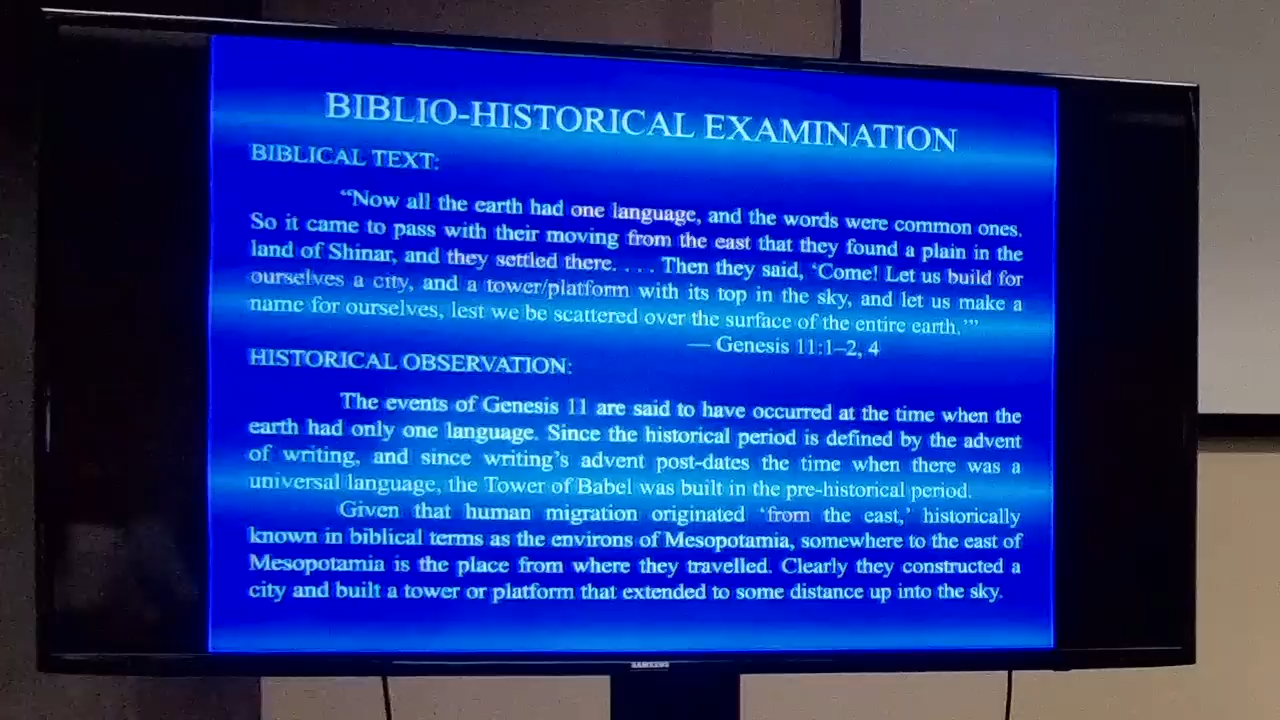 BIBLIO-HISTORICAL EXAMINATION
BIBLICAL TEXT:
“Now all the earth had one language, and the words were common ones.
So it came to pass with their moving from the east that they found a plain in the
land of Shinar, and they settled there. . . . Then they said, ‘Come! Let us build for
ourselves a city, and a tower/platform with its top in the sky, and let us make a
name for ourselves, lest we be scattered over the surface of the entire earth.’”
— Genesis 11:1–2, 4
HISTORICAL OBSERVATION:
The events of Genesis 11 are said to have occurred at the time when the
earth had only one language. Since the historical period is defined by the advent
of writing, and since writing’s advent post-dates the time when there was a
universal language, the Tower of Babel was built in the pre-historical period.
Given that human migration originated ‘from the east,’ historically
known in biblical terms as the environs of Mesopotamia, somewhere to the east of
Mesopotamia is the place from where they travelled. Clearly they constructed a
city and built a tower or platform that extended to some distance up into the sky.
SAMSUNG